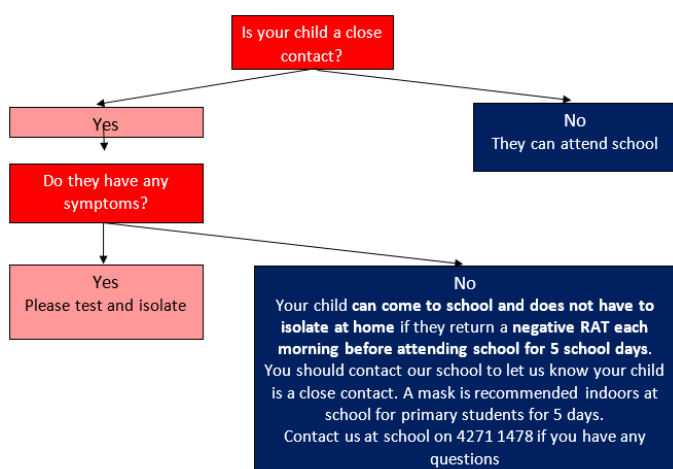 Is your child a close
contact?
Yes
No
They can attend school
Do they have any
symptoms?
Yes
Please test and isolate
No
Your child can come to school and does not have to
isolate at home if they return a negative RAT each
morning before attending school for 5 school days.
You should contact our school to let us know your child
is a close contact. A mask is recommended indoors at
school for primary students for 5 days.
Contact us at school on 4271 1478 if you have any
questions